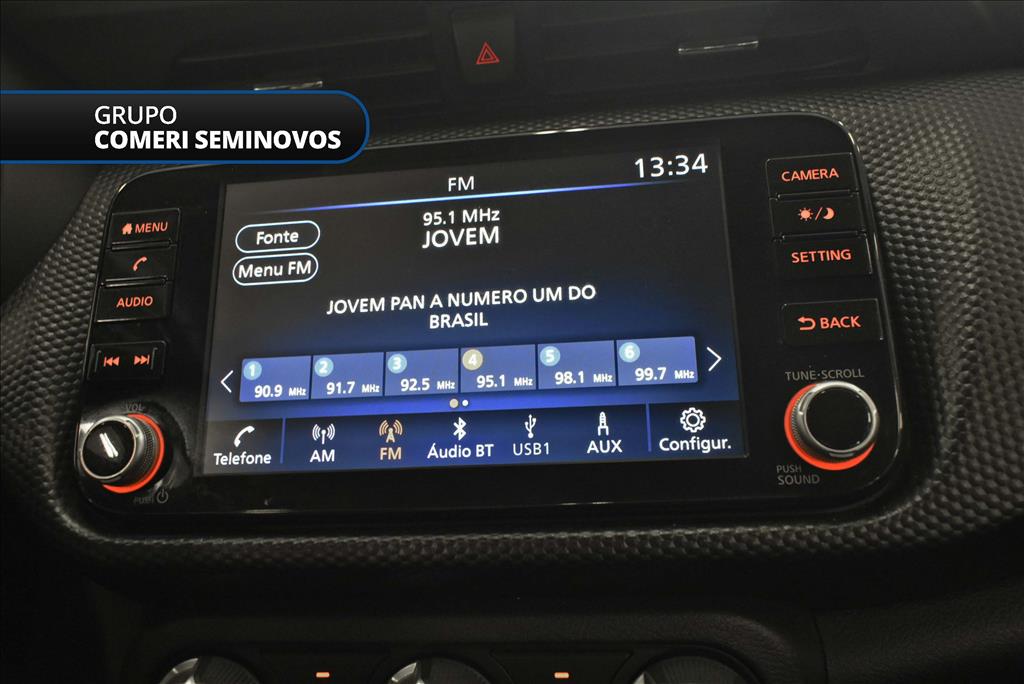 GRUPO
COMERI SEMINOVOS
FM
13:34
95.1 MHz
JOVEM
Fonte
Menu FM
JOVEM PAN A NUMERO UM DO
BRASIL
1 2 3 4 5 6
90.9 MHz 91.7 MHz 92.5 MHz 95.1 MHz 98.1 MHz 99.7 MHz
Telefone AM FM Áudio BT USB1 AUX Configur.
MENU
AUDIO
VOL
PUSH
CAMERA
SETTING
BACK
TUNE·SCROLL
PUSH
SOUND